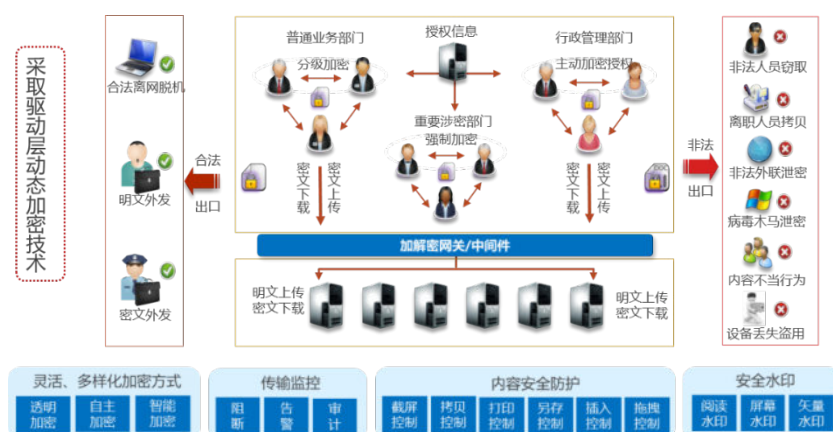 采取驱动层动态加密技术
合法离网脱机
明文外发
密文外发
合法
出口
普通业务部门
分级加密
授权信息
行政管理部门
主动加密授权
重要涉密部门
强制加密
密文下载
密文上传
密文下载
密文上传
加解密网关/中间件
明文上传
密文下载
明文上传
密文下载
非法
出口
非法人员窃取
离职人员拷贝
非法外联泄密
病毒木马泄密
内容不当行为
设备丢失盗用
灵活、多样化加密方式
透明
加密
自主
加密
智能
加密
传输监控
阻
断
告
警
审
计
内容安全防护
截屏
控制
拷贝
控制
打印
控制
另存
控制
插入
控制
拖拽
控制
安全水印
阅读
水印
屏幕
水印
矢量
水印